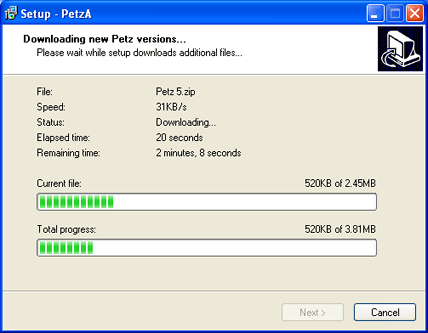 Setup - PetzA
Downloading new Petz versions...
Please wait while setup downloads additional files...
File: Petz 5.zip
Speed: 31KB/s
Status: Downloading...
Elapsed time: 20 seconds
Remaining time: 2 minutes, 8 seconds
Current file: 520KB of 2.45MB
Total progress: 520KB of 3.81MB
Next > Cancel